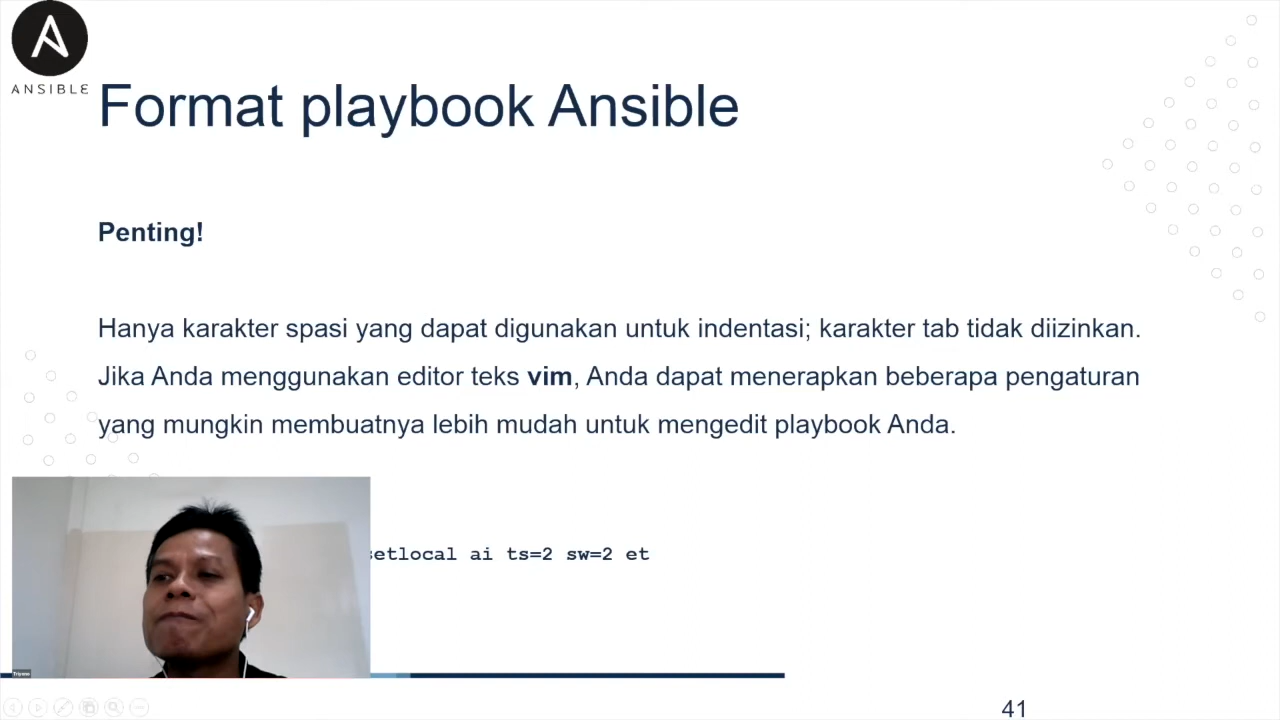 ANSIBLE
Format playbook Ansible
Penting!
Hanya karakter spasi yang dapat digunakan untuk indentasi; karakter tab tidak diizinkan.
Jika Anda menggunakan editor teks vim, Anda dapat menerapkan beberapa pengaturan
yang mungkin membuatnya lebih mudah untuk mengedit playbook Anda.
setlocal ai ts=2 sw=2 et
Triyono
41